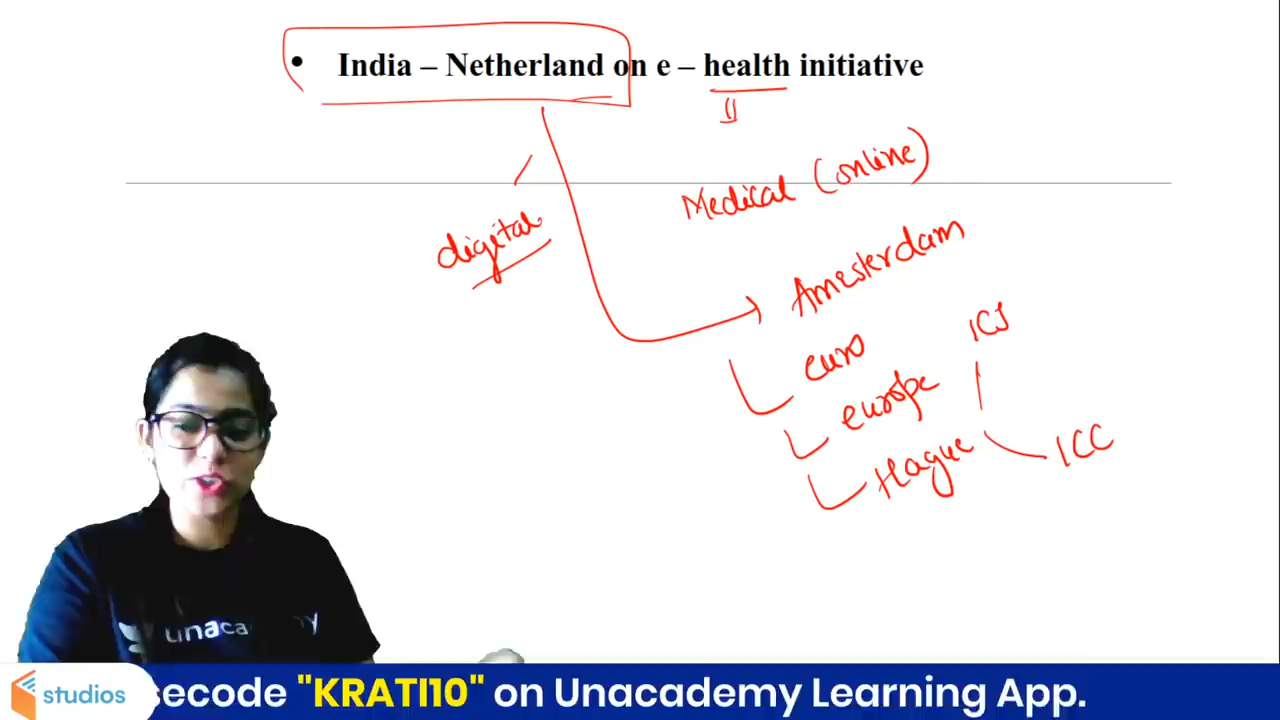 • India – Netherland on e – health initiative
Medical (online)
digital
Amesterdam
euro
ICJ
europe
Hague
ICC
unacademy
studios
secode "KRATI10" on Unacademy Learning App.